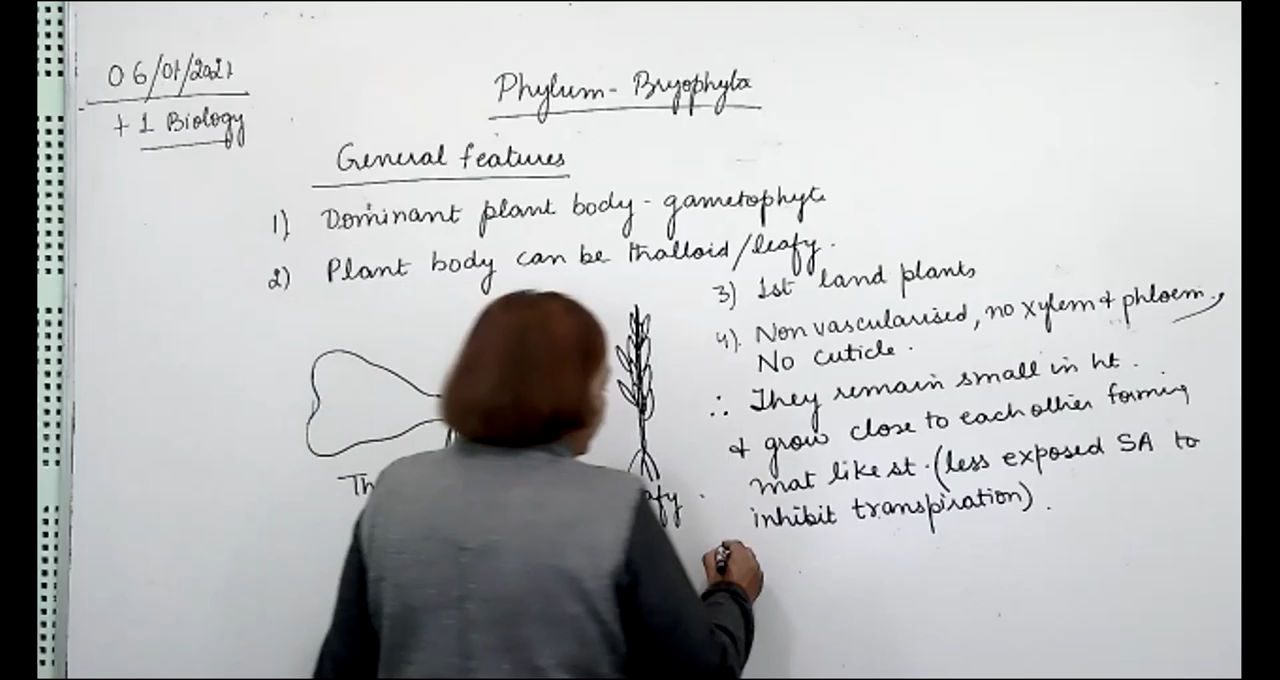 06/01/2021
+1 Biology
Phylum - Bryophyta
General features
1) Dominant plant body - gametophyte
2) Plant body can be thalloid/leafy.
3) 1st land plants
4). Non vascularised, no xylem & phloem,
No cuticle.
∴ They remain small in ht.
& grow close to each other forming
mat like st. (less exposed SA to
inhibit transpiration).